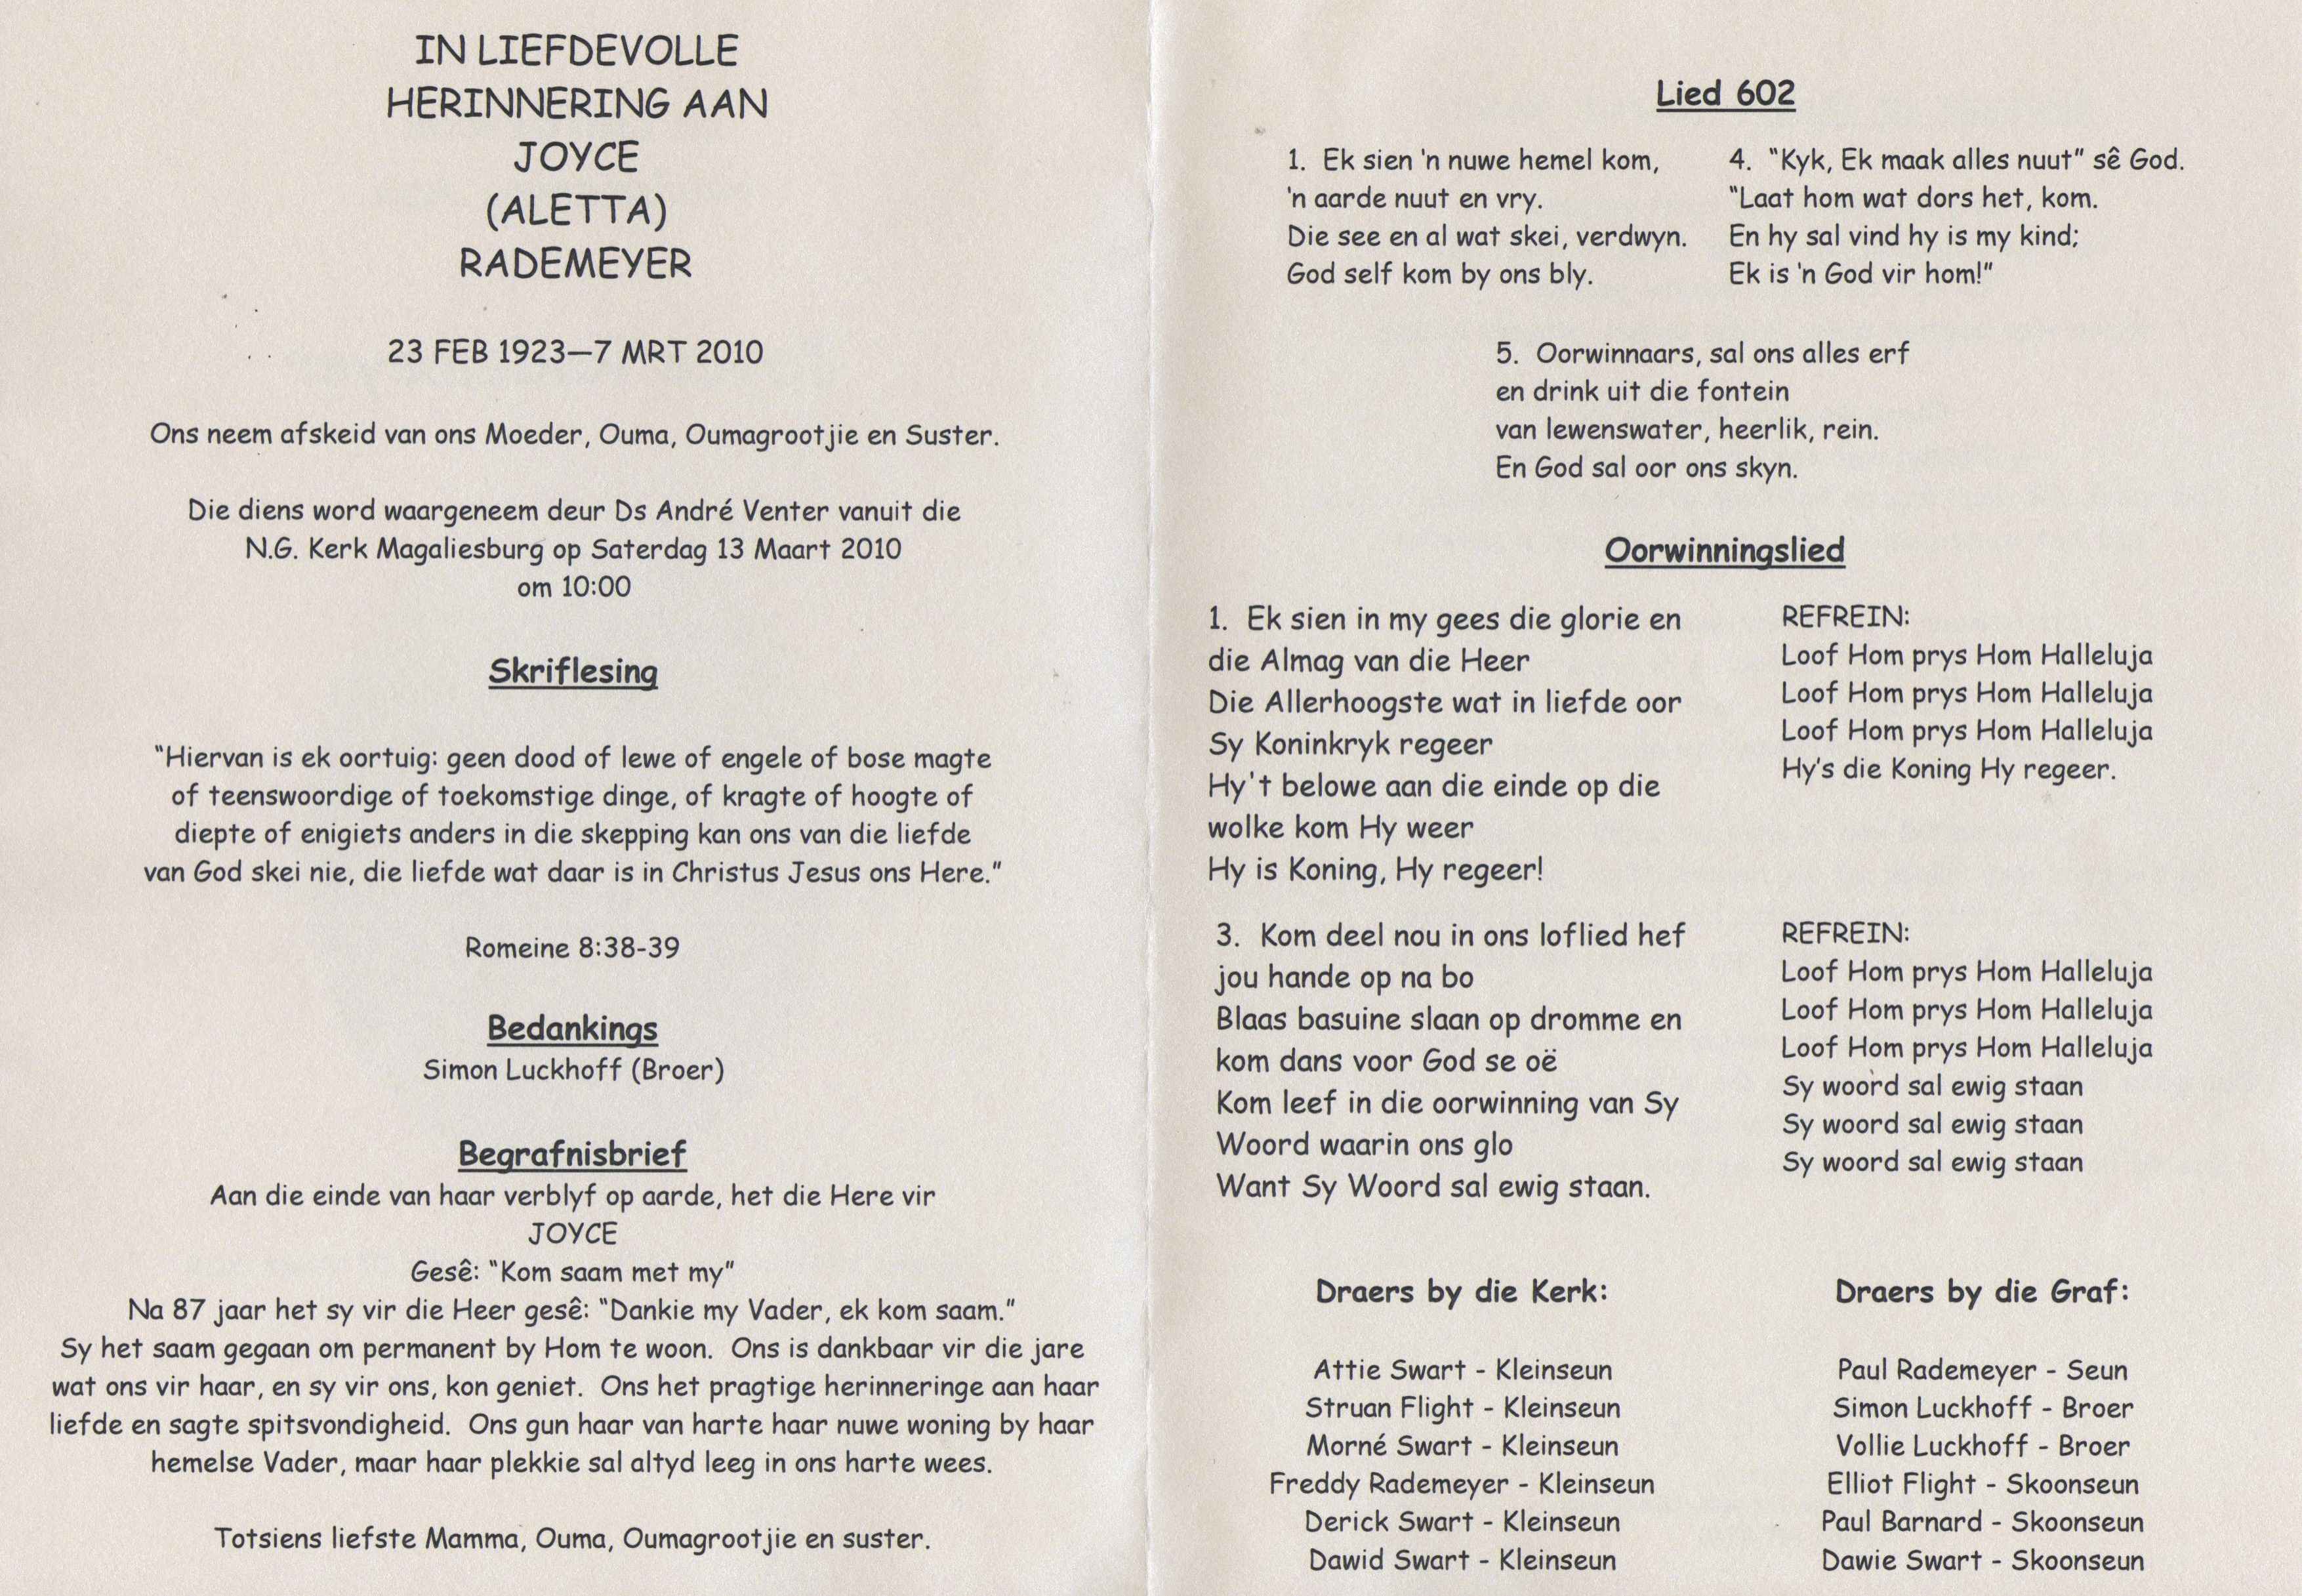 IN LIEFDEVOLLE
HERINNERING AAN
JOYCE
(ALETTA)
RADEMEYER
23 FEB 1923—7 MRT 2010
Ons neem afskeid van ons Moeder, Ouma, Oumagrootjie en Suster.
Die diens word waargeneem deur Ds André Venter vanuit die
N.G. Kerk Magaliesburg op Saterdag 13 Maart 2010
om 10:00
Skriflesing
"Hiervan is ek oortuig: geen dood of lewe of engele of bose magte
of teenswoordige of toekomstige dinge, of kragte of hoogte of
diepte of enigiets anders in die skepping kan ons van die liefde
van God skei nie, die liefde wat daar is in Christus Jesus ons Here."
Romeine 8:38-39
Bedankings
Simon Luckhoff (Broer)
Begrafnisbrief
Aan die einde van haar verblyf op aarde, het die Here vir
JOYCE
Gesê: "Kom saam met my"
Na 87 jaar het sy vir die Heer gesê: "Dankie my Vader, ek kom saam."
Sy het saam gegaan om permanent by Hom te woon. Ons is dankbaar vir die jare
wat ons vir haar, en sy vir ons, kon geniet. Ons het pragtige herinneringe aan haar
liefde en sagte spitsvondigheid. Ons gun haar van harte haar nuwe woning by haar
hemelse Vader, maar haar plekkie sal altyd leeg in ons harte wees.
Totsiens liefste Mamma, Ouma, Oumagrootjie en suster.
Lied 602
1. Ek sien 'n nuwe hemel kom,
'n aarde nuut en vry.
Die see en al wat skei, verdwyn.
God self kom by ons bly.
4. "Kyk, Ek maak alles nuut" sê God.
"Laat hom wat dors het, kom.
En hy sal vind hy is my kind;
Ek is 'n God vir hom!"
5. Oorwinnaars, sal ons alles erf
en drink uit die fontein
van lewenswater, heerlik, rein.
En God sal oor ons skyn.
Oorwinningslied
1. Ek sien in my gees die glorie en
die Almag van die Heer
Die Allerhoogste wat in liefde oor
Sy Koninkryk regeer
Hy't belowe aan die einde op die
wolke kom Hy weer
Hy is Koning, Hy regeer!
REFREIN:
Loof Hom prys Hom Halleluja
Loof Hom prys Hom Halleluja
Loof Hom prys Hom Halleluja
Hy's die Koning Hy regeer.
3. Kom deel nou in ons loflied hef
jou hande op na bo
Blaas basuine slaan op dromme en
kom dans voor God se oë
Kom leef in die oorwinning van Sy
Woord waarin ons glo
Want Sy Woord sal ewig staan.
REFREIN:
Loof Hom prys Hom Halleluja
Loof Hom prys Hom Halleluja
Loof Hom prys Hom Halleluja
Sy woord sal ewig staan
Sy woord sal ewig staan
Sy woord sal ewig staan
Draers by die Kerk:
Attie Swart - Kleinseun
Struan Flight - Kleinseun
Morné Swart - Kleinseun
Freddy Rademeyer - Kleinseun
Derick Swart - Kleinseun
Dawid Swart - Kleinseun
Draers by die Graf:
Paul Rademeyer - Seun
Simon Luckhoff - Broer
Vollie Luckhoff - Broer
Elliot Flight - Skoonseun
Paul Barnard - Skoonseun
Dawie Swart - Skoonseun